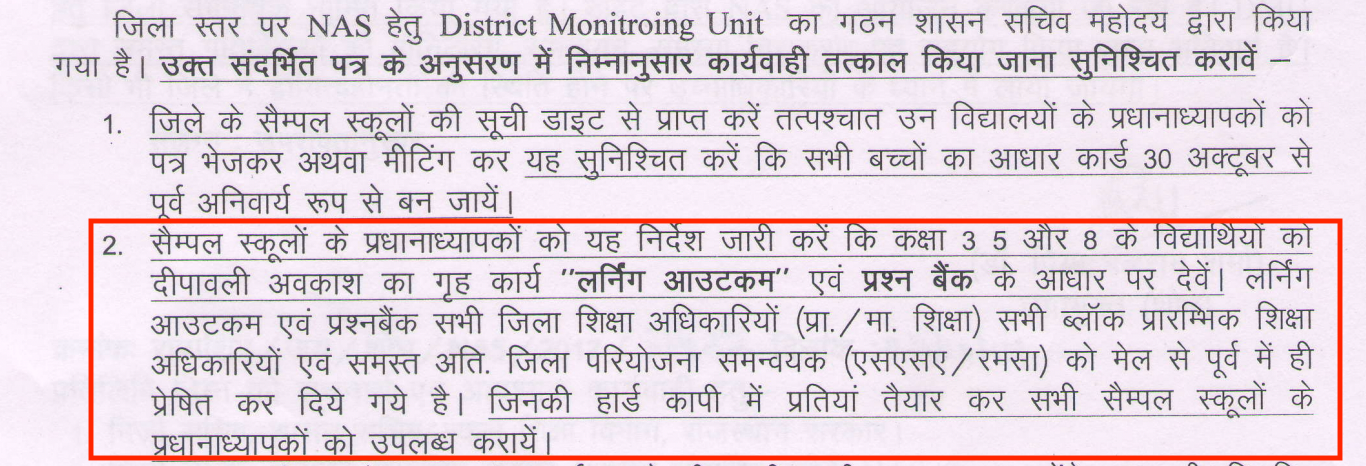 जिला स्तर पर NAS हेतु District Monitroing Unit का गठन शासन सचिव महोदय द्वारा किया
गया है। उक्त संदर्भित पत्र के अनुसरण में निम्नानुसार कार्यवाही तत्काल किया जाना सुनिश्चित करावें –
1. जिले के सैम्पल स्कूलों की सूची डाइट से प्राप्त करें तत्पश्चात उन विद्यालयों के प्रधानाध्यापकों को
पत्र भेजकर अथवा मीटिंग कर यह सुनिश्चित करें कि सभी बच्चों का आधार कार्ड 30 अक्टूबर से
पूर्व अनिवार्य रूप से बन जायें।
2. सैम्पल स्कूलों के प्रधानाध्यापकों को यह निर्देश जारी करें कि कक्षा 3 5 और 8 के विद्यार्थियों को
दीपावली अवकाश का गृह कार्य ''लर्निंग आउटकम'' एवं प्रश्न बैंक के आधार पर देवें। लर्निंग
आउटकम एवं प्रश्नबैंक सभी जिला शिक्षा अधिकारियों (प्रा./मा. शिक्षा) सभी ब्लॉक प्रारम्भिक शिक्षा
अधिकारियों एवं समस्त अति. जिला परियोजना समन्वयक (एसएसए/रमसा) को मेल से पूर्व में ही
प्रेषित कर दिये गये है। जिनकी हार्ड कॉपी में प्रतियां तैयार कर सभी सैम्पल स्कूलों के
प्रधानाध्यापकों को उपलब्ध करायें।